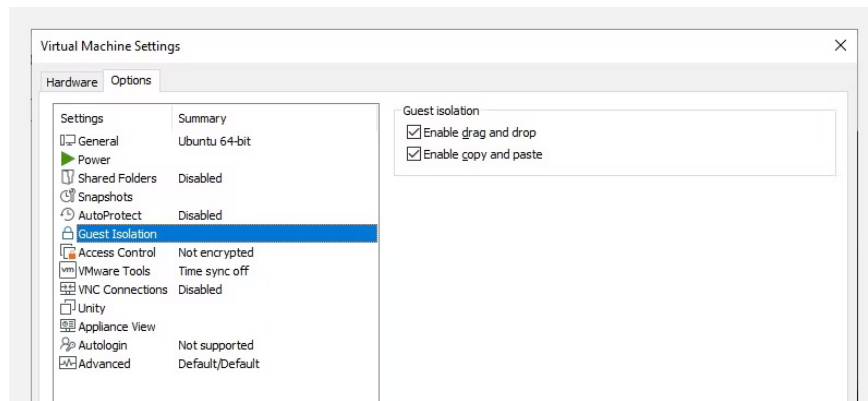 Virtual Machine Settings
Hardware Options
Settings Summary
General Ubuntu 64-bit
Power
Shared Folders Disabled
Snapshots
AutoProtect Disabled
Guest Isolation
Access Control Not encrypted
vm VMware Tools Time sync off
VNC Connections Disabled
Unity
Appliance View
Autologin Not supported
Advanced Default/Default
Guest isolation
Enable drag and drop
Enable copy and paste